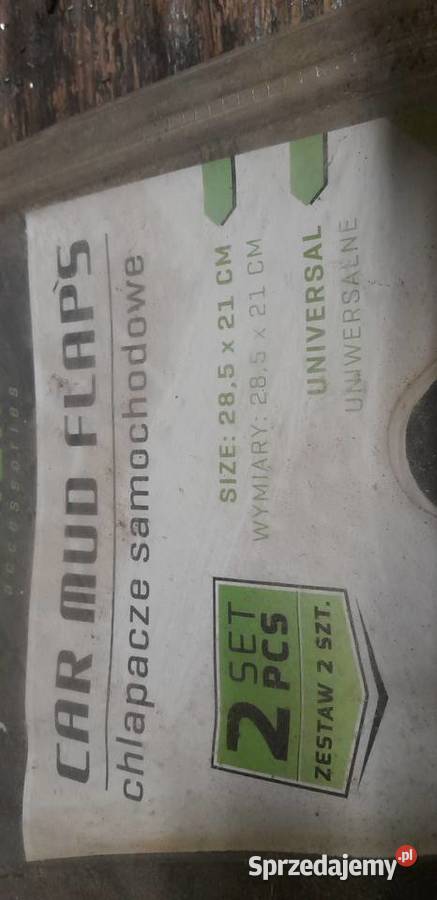 accessories
CAR MUD FLAPS
chlapacze samochodowe
SIZE: 28,5 x 21 CM
WYMIARY: 28,5 x 21 CM
UNIVERSAL
UNIWERSALNE
2 SET
PCS
ZESTAW 2 SZT.
Sprzedajemy.pl